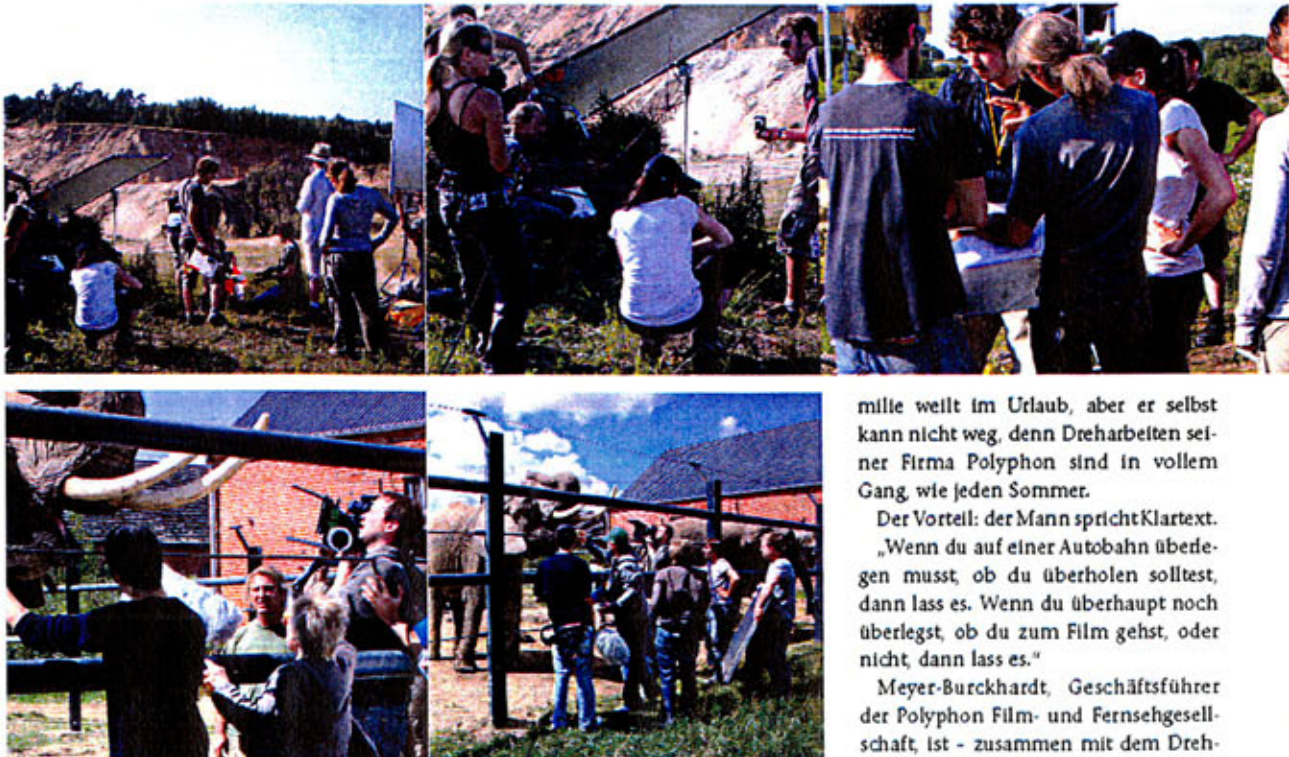 milie weilt im Urlaub, aber er selbst
kann nicht weg, denn Dreharbeiten sei-
ner Firma Polyphon sind in vollem
Gang, wie jeden Sommer.
Der Vorteil: der Mann spricht Klartext.
„Wenn du auf einer Autobahn überle-
gen musst, ob du überholen solltest,
dann lass es. Wenn du überhaupt noch
überlegst, ob du zum Film gehst, oder
nicht, dann lass es.“
Meyer-Burckhardt, Geschäftsführer
der Polyphon Film- und Fernsehgesell-
schaft, ist - zusammen mit dem Dreh-